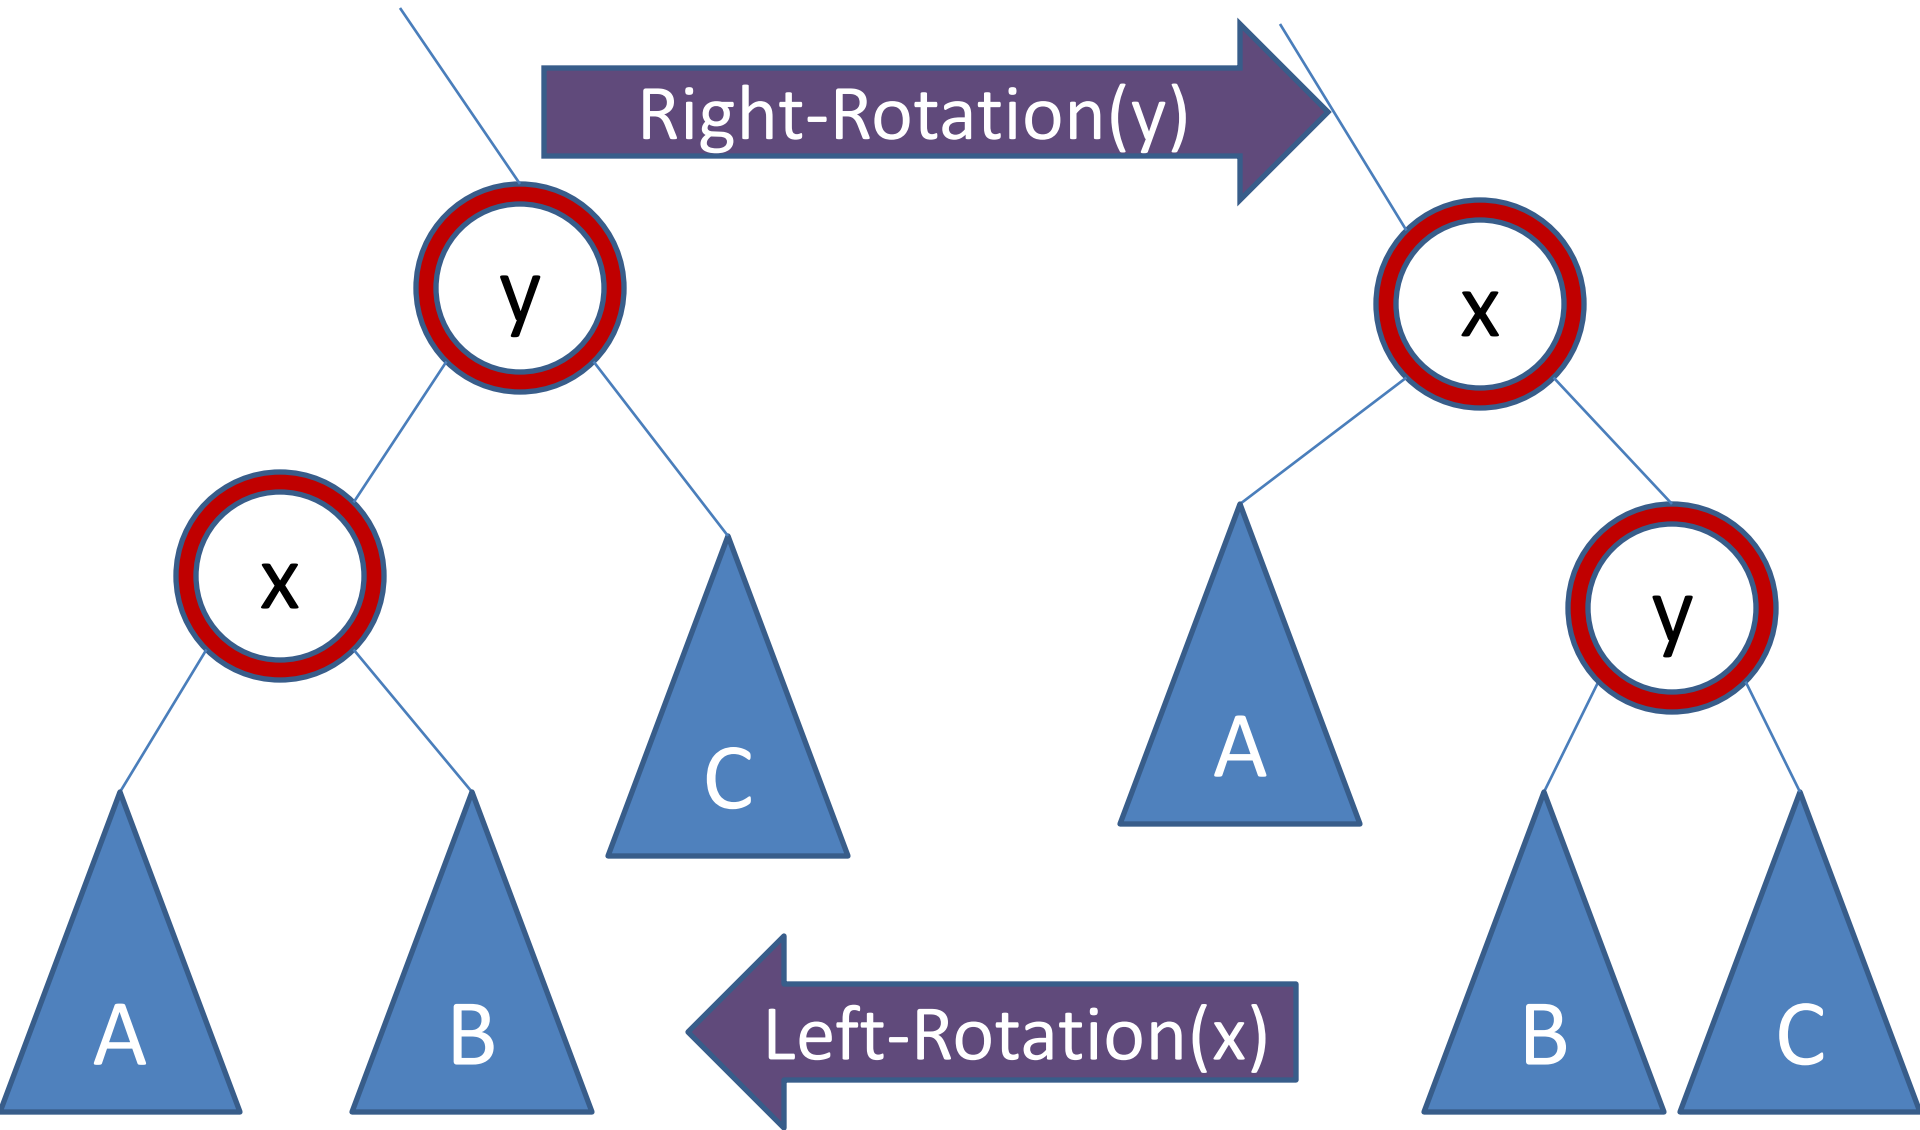 Right-Rotation(y)
y
x
x
y
C
A
A
B
B
C
Left-Rotation(x)